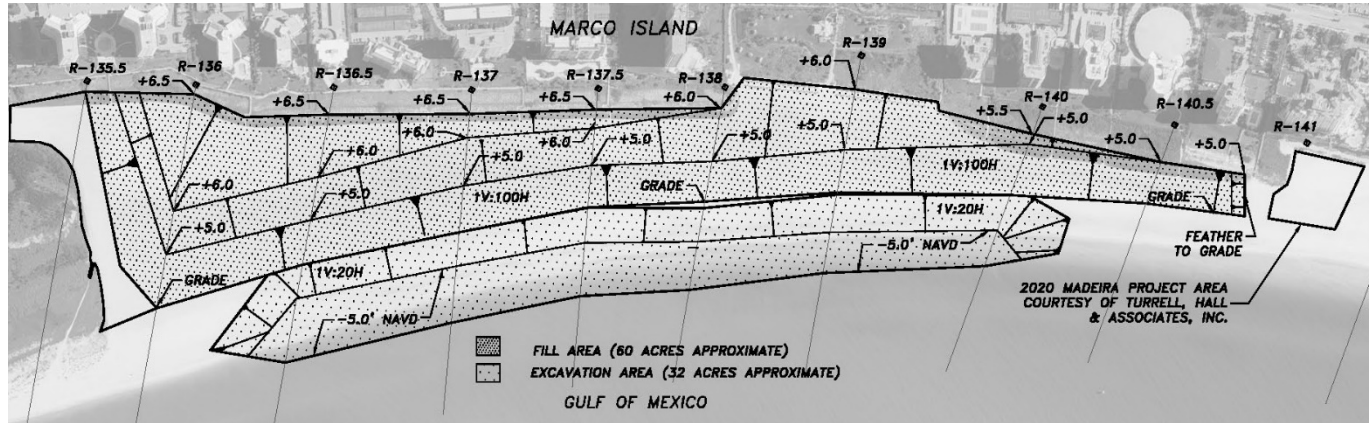 MARCO ISLAND
R-135.5
R-136
R-136.5
R-137
R-137.5
R-138
R-139
R-140
R-140.5
R-141
+6.5
+6.5
+6.5
+6.5
+6.0
+6.0
+5.5
+5.0
+5.0
+5.0
+6.0
+6.0
+5.0
+5.0
+5.0
+6.0
+6.0
+5.0
+5.0
+5.0
1V:100H
1V:100H
GRADE
GRADE
GRADE
1V:20H
1V:20H
-5.0' NAVD
-5.0' NAVD
FEATHER
TO GRADE
2020 MADEIRA PROJECT AREA
COURTESY OF TURRELL, HALL
& ASSOCIATES, INC.
FILL AREA (60 ACRES APPROXIMATE)
EXCAVATION AREA (32 ACRES APPROXIMATE)
GULF OF MEXICO